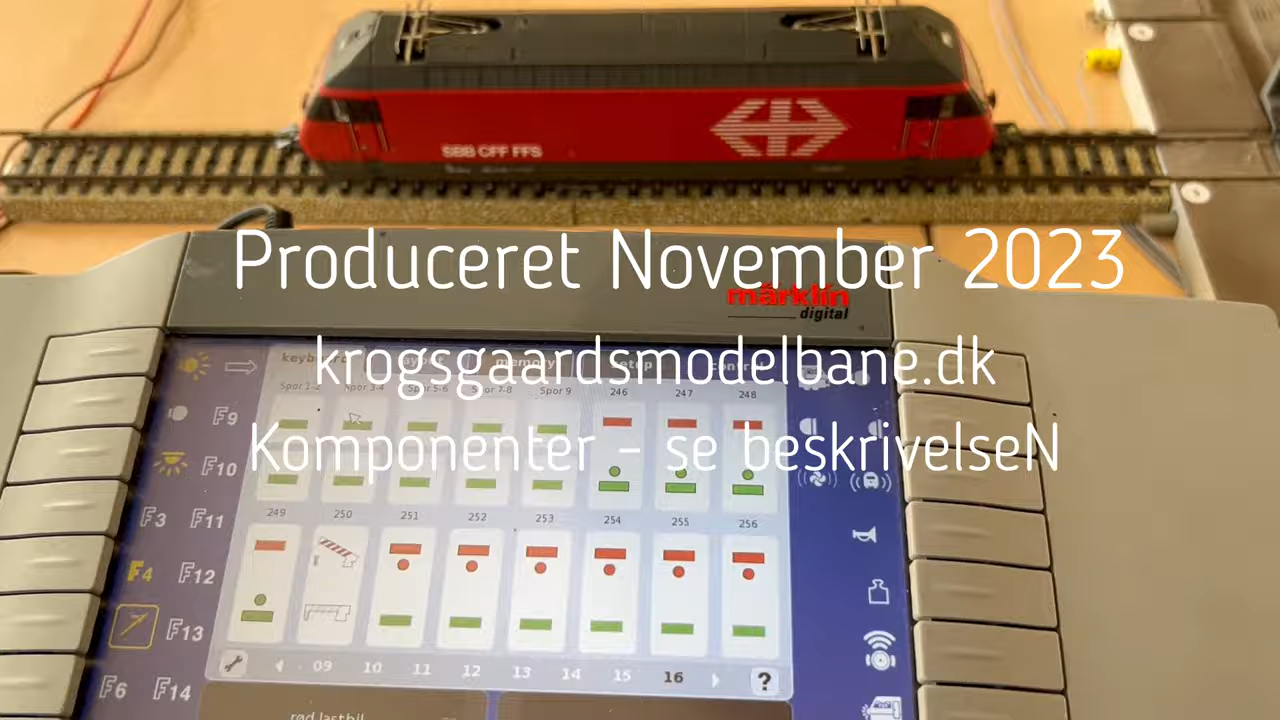 SBB CFF FFS
Produceret November 2023
märklin
digital
krogsgaardsmodelbane.dk
memory
Spor 1-2 Spor 3-4 Spor 5-6 Spor 7-8 Spor 9 246 247 248
Komponenter - se beskrivelseN
F9
F10
F3 F11
249 250 251 252 253 254 255 256
F4 F12
F13
F6 F14
09 10 11 12 13 14 15 16 ?
rød lastbil